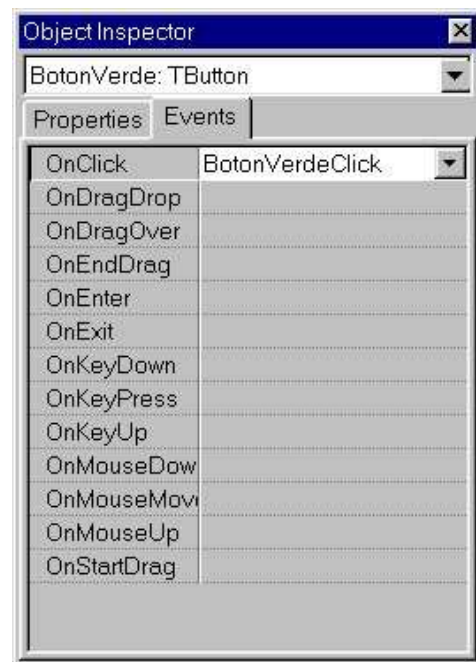 Object Inspector
BotonVerde: TButton
Properties Events
OnClick BotonVerdeClick
OnDragDrop
OnDragOver
OnEndDrag
OnEnter
OnExit
OnKeyDown
OnKeyPress
OnKeyUp
OnMouseDow
OnMouseMov
OnMouseUp
OnStartDrag